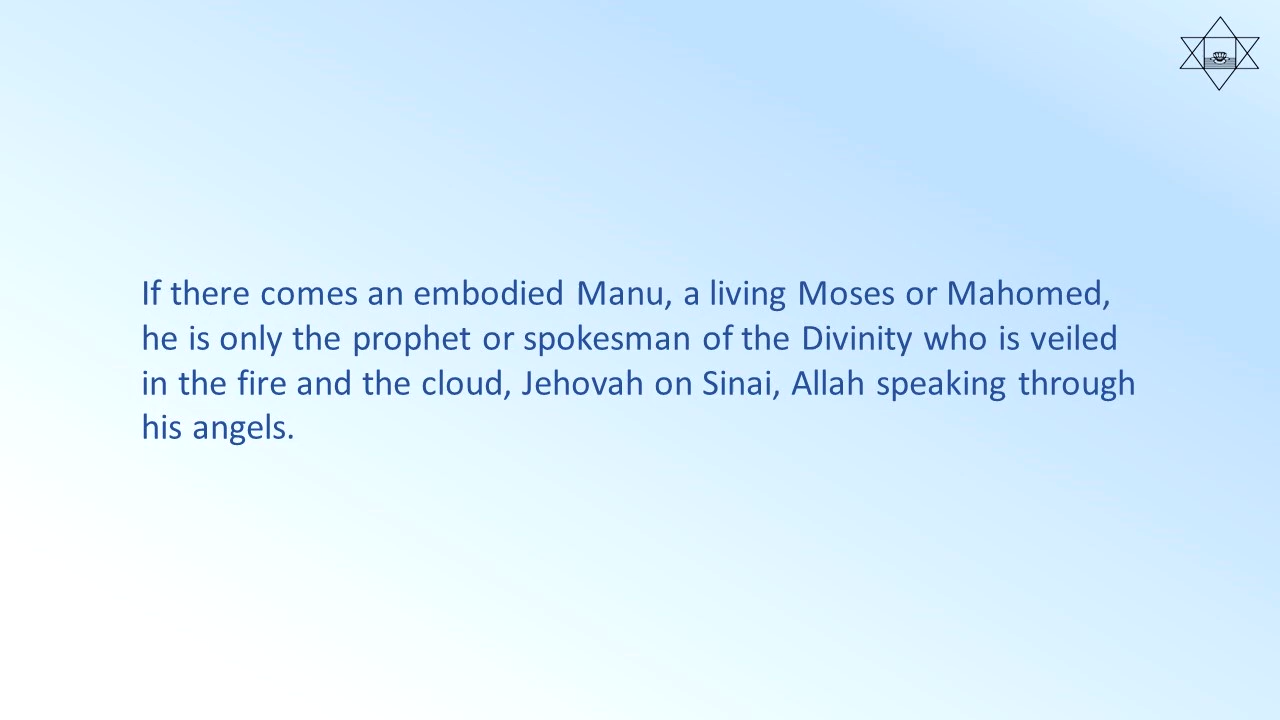 If there comes an embodied Manu, a living Moses or Mahomed,
he is only the prophet or spokesman of the Divinity who is veiled
in the fire and the cloud, Jehovah on Sinai, Allah speaking through
his angels.